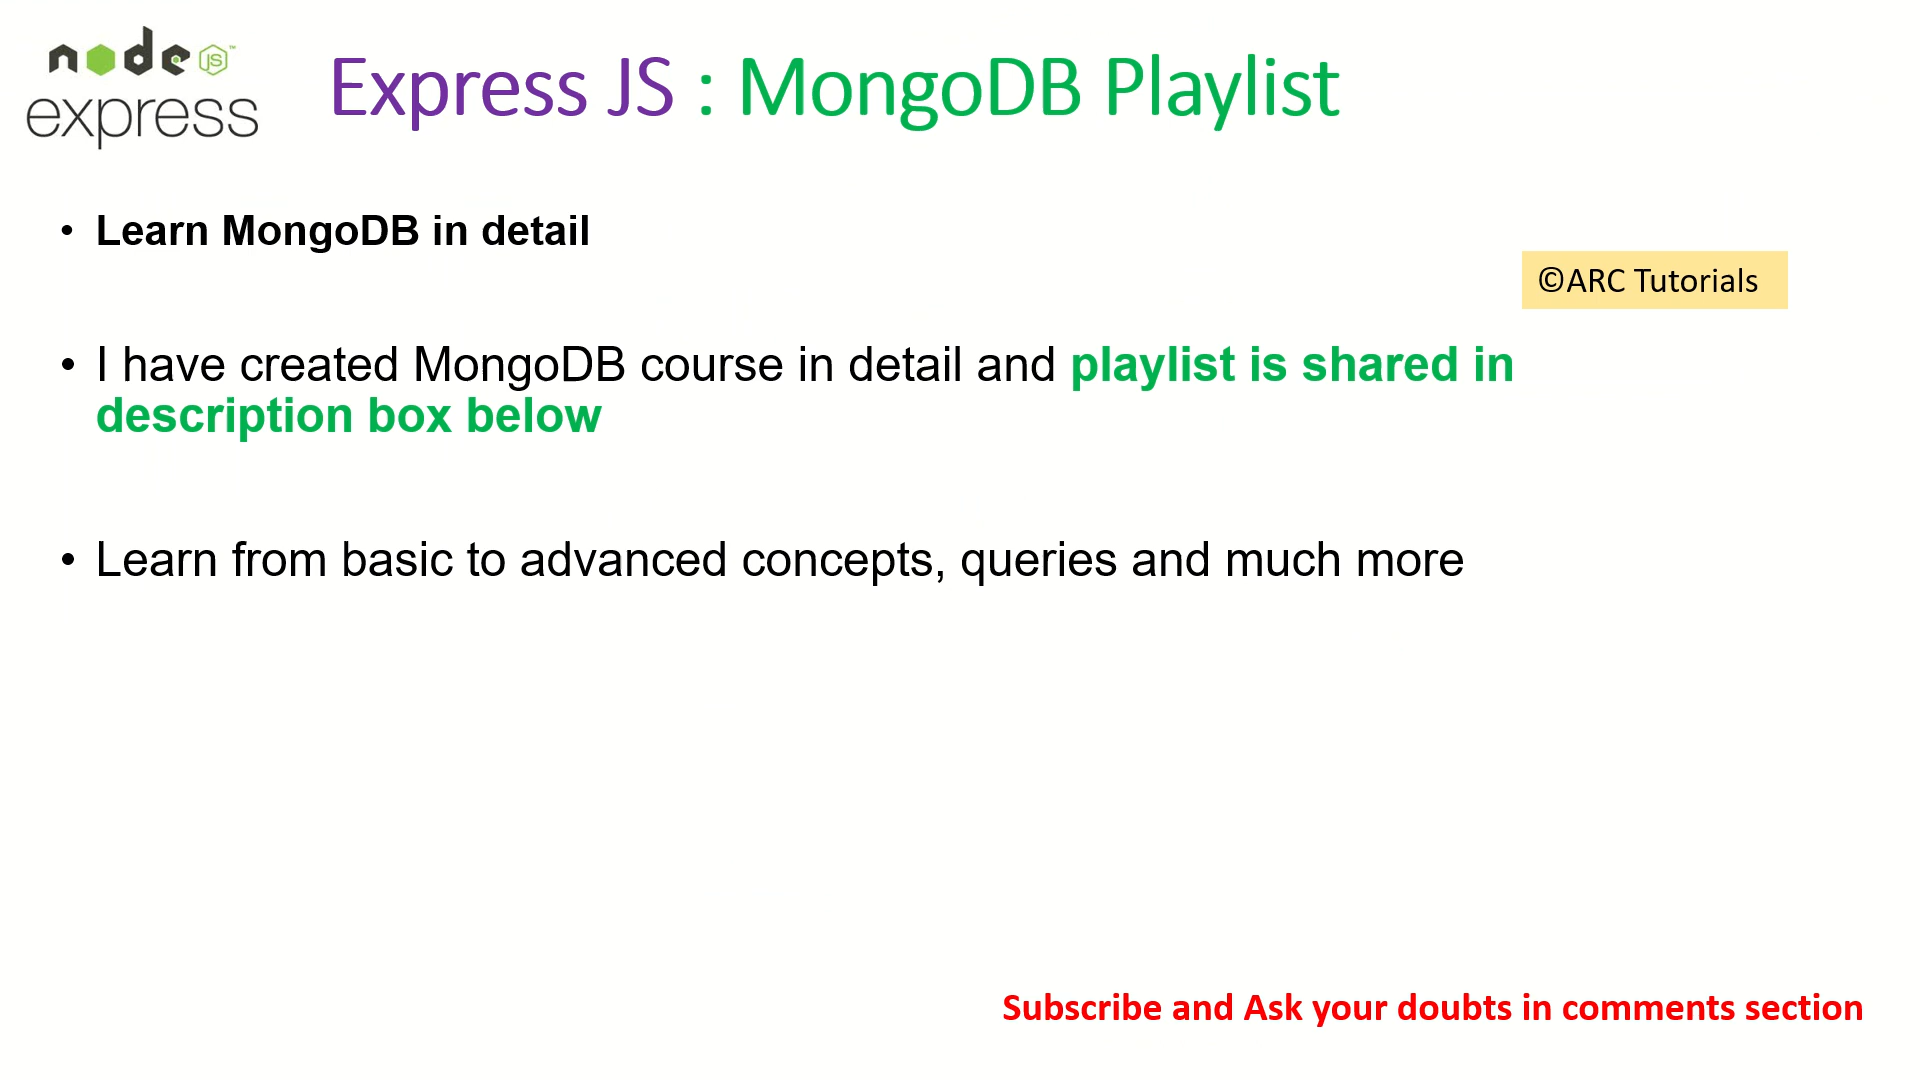 node JS™
express
Express JS : MongoDB Playlist
• Learn MongoDB in detail
©ARC Tutorials
• I have created MongoDB course in detail and playlist is shared in
description box below
• Learn from basic to advanced concepts, queries and much more
Subscribe and Ask your doubts in comments section